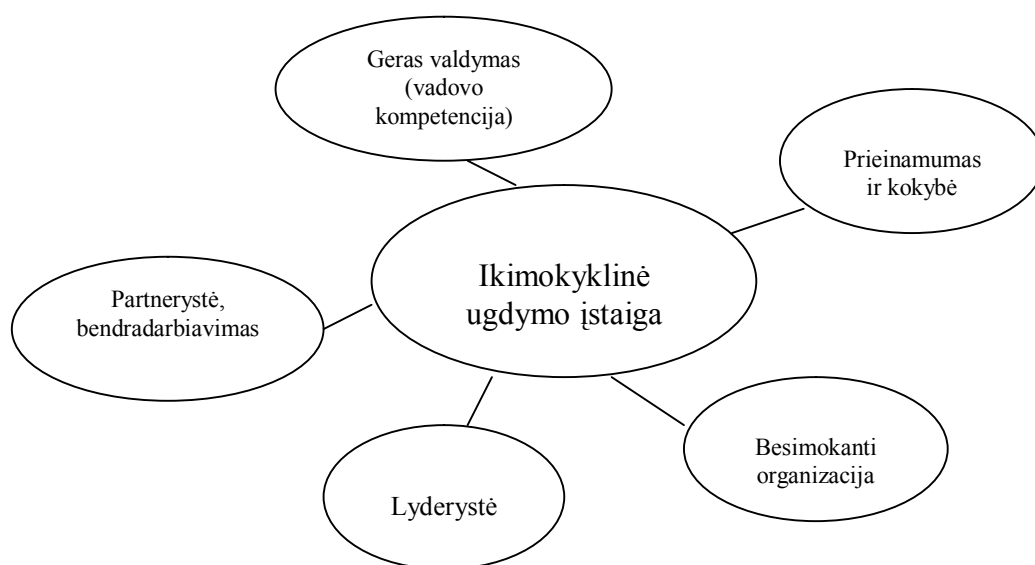 Geras valdymas
(vadovo
kompetencija)
Prieinamumas
ir kokybė
Ikimokyklinė
ugdymo įstaiga
Partnerystė,
bendradarbiavimas
Besimokanti
organizacija
Lyderystė